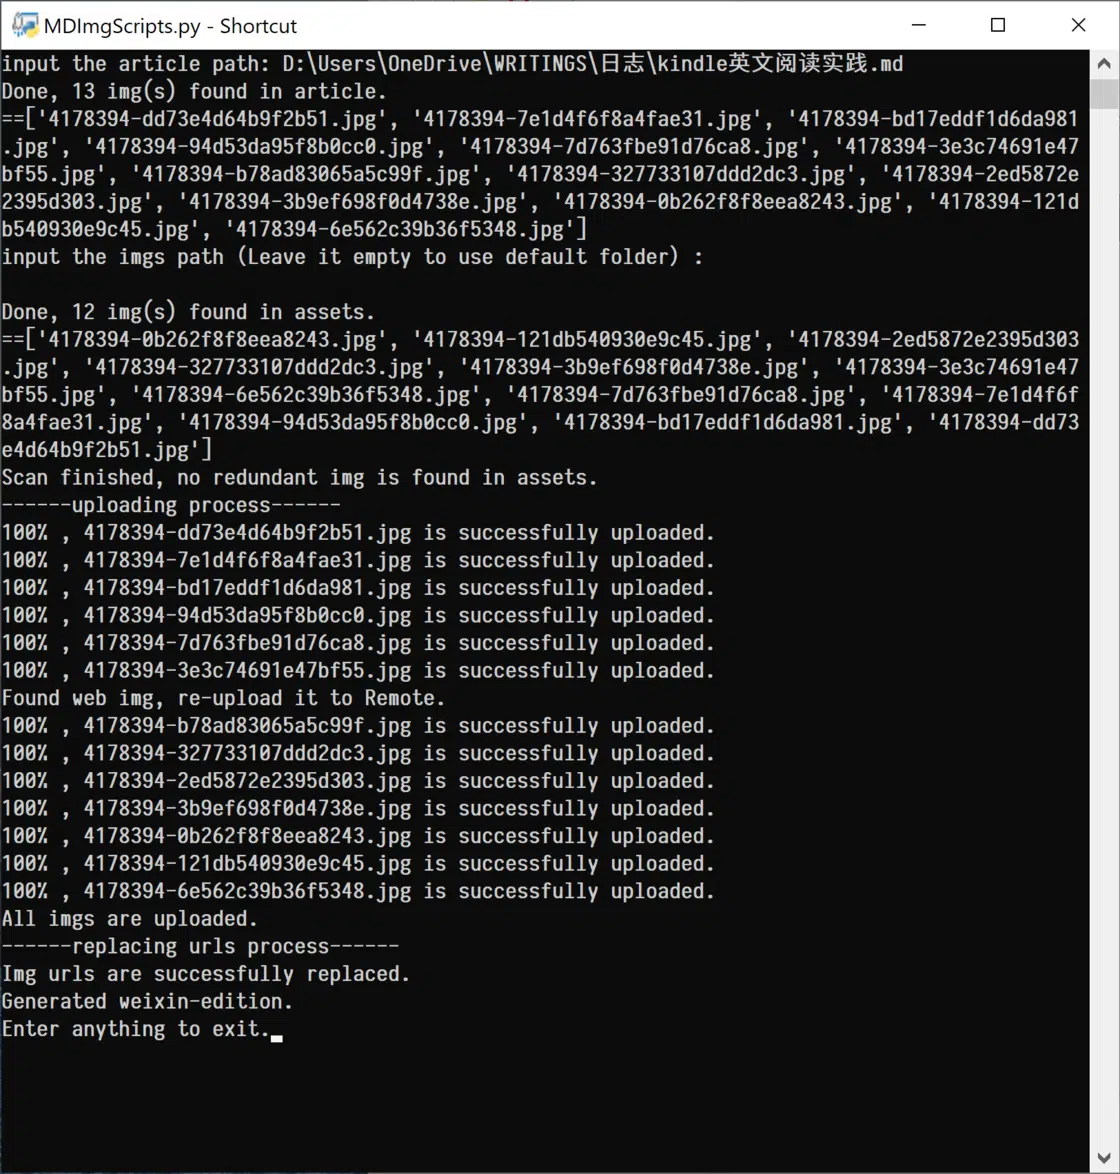 MDImgScripts.py - Shortcut
input the article path: D:\Users\OneDrive\WRITINGS\日志\kindle英文阅读实践.md
Done, 13 img(s) found in article.
==['4178394-dd73e4d64b9f2b51.jpg', '4178394-7e1d4f6f8a4fae31.jpg', '4178394-bd17eddf1d6da981
.jpg', '4178394-94d53da95f8b0cc0.jpg', '4178394-7d763fbe91d76ca8.jpg', '4178394-3e3c74691e47
bf55.jpg', '4178394-b78ad83065a5c99f.jpg', '4178394-327733107ddd2dc3.jpg', '4178394-2ed5872e
2395d303.jpg', '4178394-3b9ef698f0d4738e.jpg', '4178394-0b262f8f8eea8243.jpg', '4178394-121d
b540930e9c45.jpg', '4178394-6e562c39b36f5348.jpg']
input the imgs path (Leave it empty to use default folder) :
Done, 12 img(s) found in assets.
==['4178394-0b262f8f8eea8243.jpg', '4178394-121db540930e9c45.jpg', '4178394-2ed5872e2395d303
.jpg', '4178394-327733107ddd2dc3.jpg', '4178394-3b9ef698f0d4738e.jpg', '4178394-3e3c74691e47
bf55.jpg', '4178394-6e562c39b36f5348.jpg', '4178394-7d763fbe91d76ca8.jpg', '4178394-7e1d4f6f
8a4fae31.jpg', '4178394-94d53da95f8b0cc0.jpg', '4178394-bd17eddf1d6da981.jpg', '4178394-dd73
e4d64b9f2b51.jpg']
Scan finished, no redundant img is found in assets.
------uploading process------
100% , 4178394-dd73e4d64b9f2b51.jpg is successfully uploaded.
100% , 4178394-7e1d4f6f8a4fae31.jpg is successfully uploaded.
100% , 4178394-bd17eddf1d6da981.jpg is successfully uploaded.
100% , 4178394-94d53da95f8b0cc0.jpg is successfully uploaded.
100% , 4178394-7d763fbe91d76ca8.jpg is successfully uploaded.
100% , 4178394-3e3c74691e47bf55.jpg is successfully uploaded.
Found web img, re-upload it to Remote.
100% , 4178394-b78ad83065a5c99f.jpg is successfully uploaded.
100% , 4178394-327733107ddd2dc3.jpg is successfully uploaded.
100% , 4178394-2ed5872e2395d303.jpg is successfully uploaded.
100% , 4178394-3b9ef698f0d4738e.jpg is successfully uploaded.
100% , 4178394-0b262f8f8eea8243.jpg is successfully uploaded.
100% , 4178394-121db540930e9c45.jpg is successfully uploaded.
100% , 4178394-6e562c39b36f5348.jpg is successfully uploaded.
All imgs are uploaded.
------replacing urls process------
Img urls are successfully replaced.
Generated weixin-edition.
Enter anything to exit.